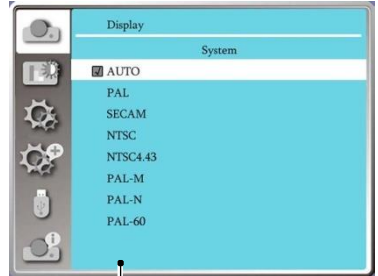 Display
System
AUTO
PAL
SECAM
NTSC
NTSC4.43
PAL-M
PAL-N
PAL-60